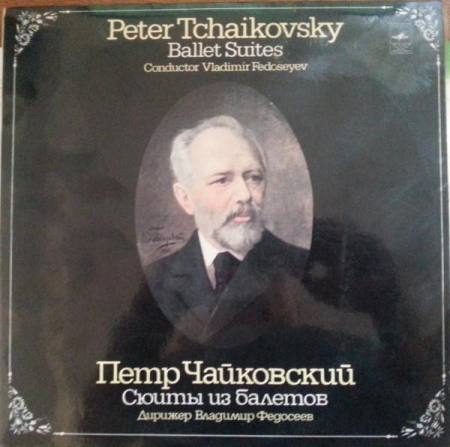 Peter Tchaikovsky
Ballet Suites
Conductor Vladimir Fedoseyev
Петр Чайковский
Сюиты из балетов
Дирижер Владимир Федосеев